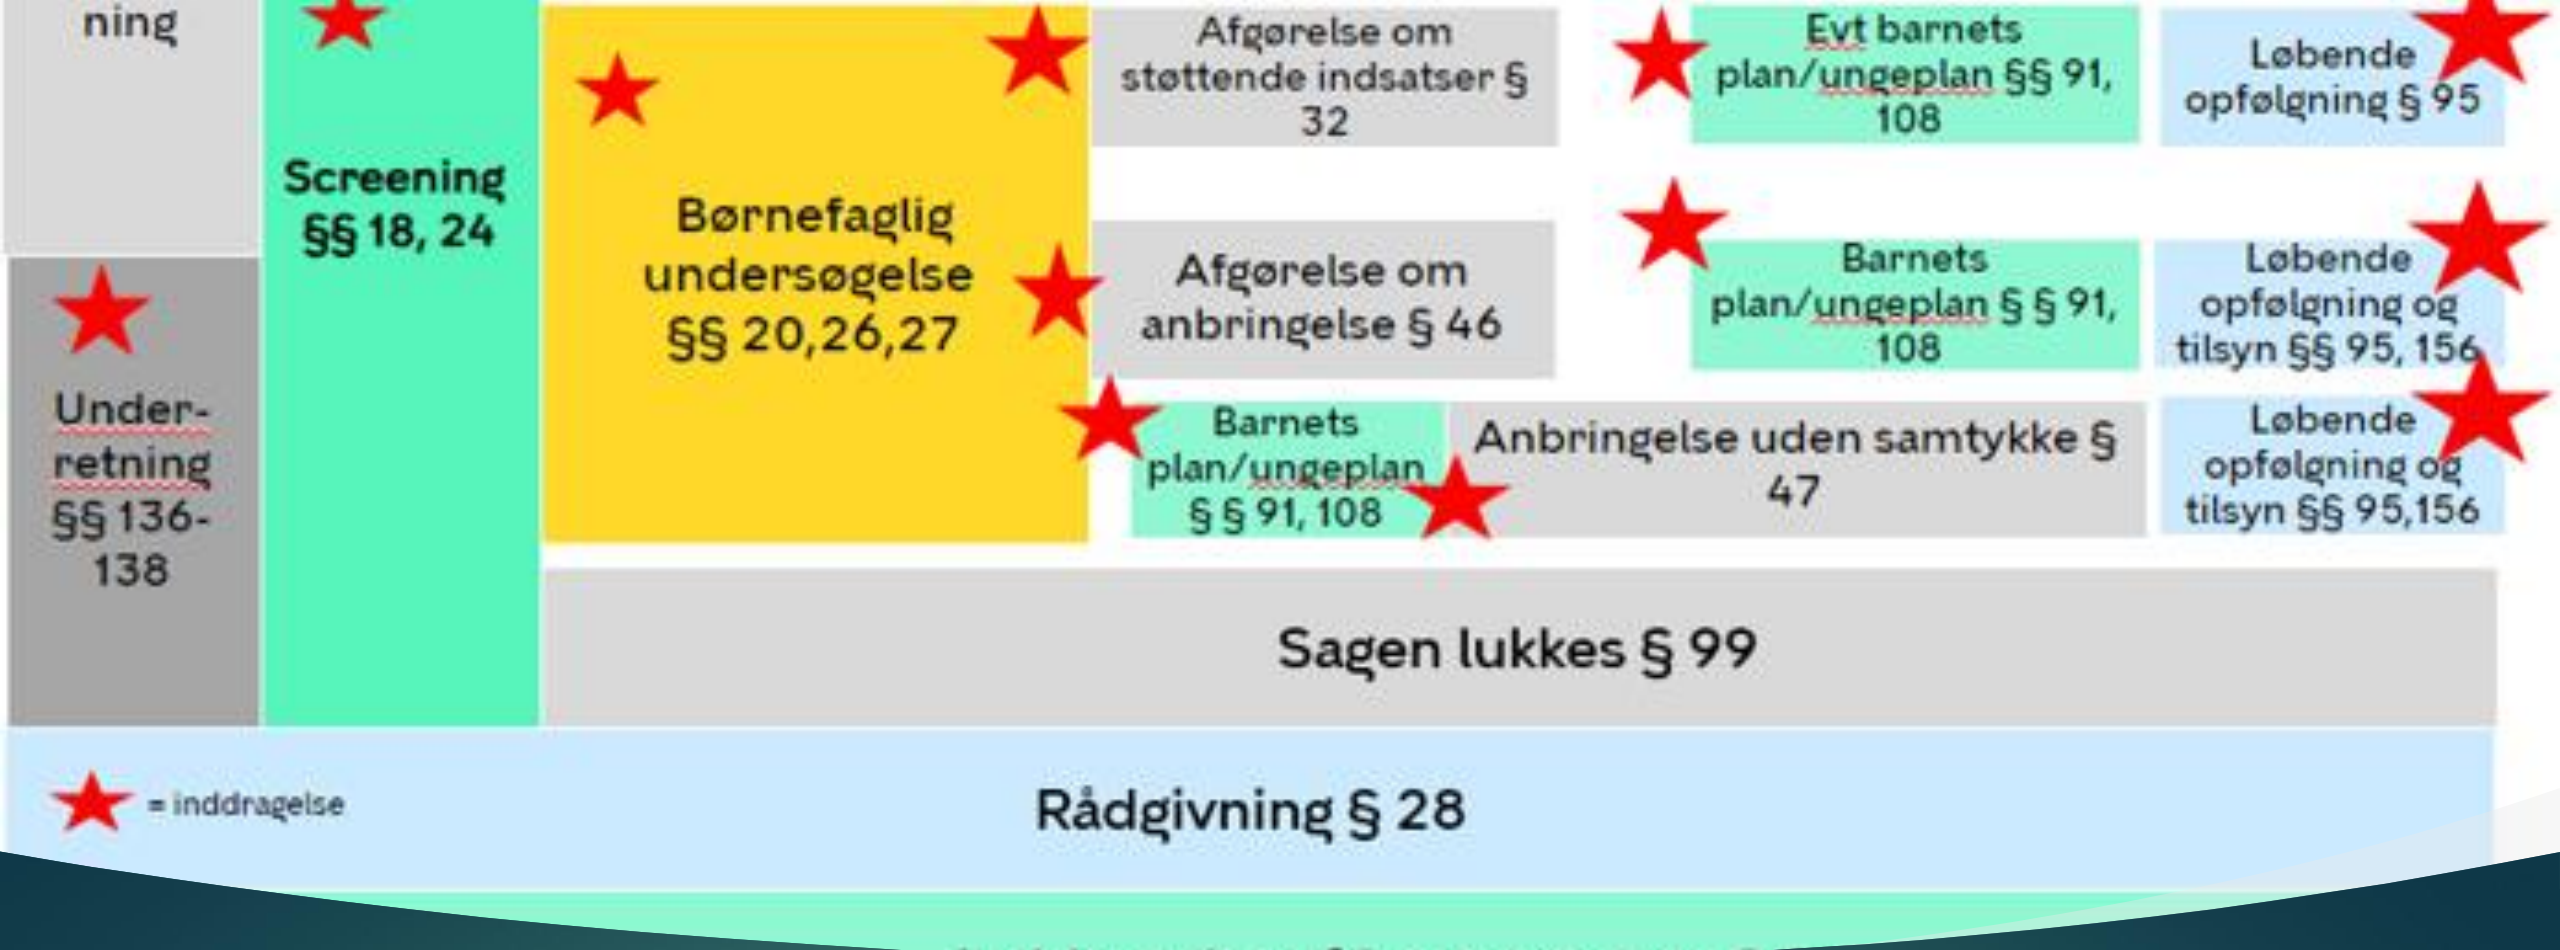 ning
Screening
§§ 18, 24
Under-
retning
§§ 136-
138
Børnefaglig
undersøgelse
§§ 20,26,27
Afgørelse om
støttende indsatser §
32
Evt barnets
plan/ungeplan §§ 91,
108
Løbende
opfølgning § 95
Afgørelse om
anbringelse § 46
Barnets
plan/ungeplan § § 91,
108
Løbende
opfølgning og
tilsyn §§ 95, 156
Barnets
plan/ungeplan
§ § 91, 108
Anbringelse uden samtykke §
47
Løbende
opfølgning og
tilsyn §§ 95,156
Sagen lukkes § 99
= inddragelse
Rådgivning § 28